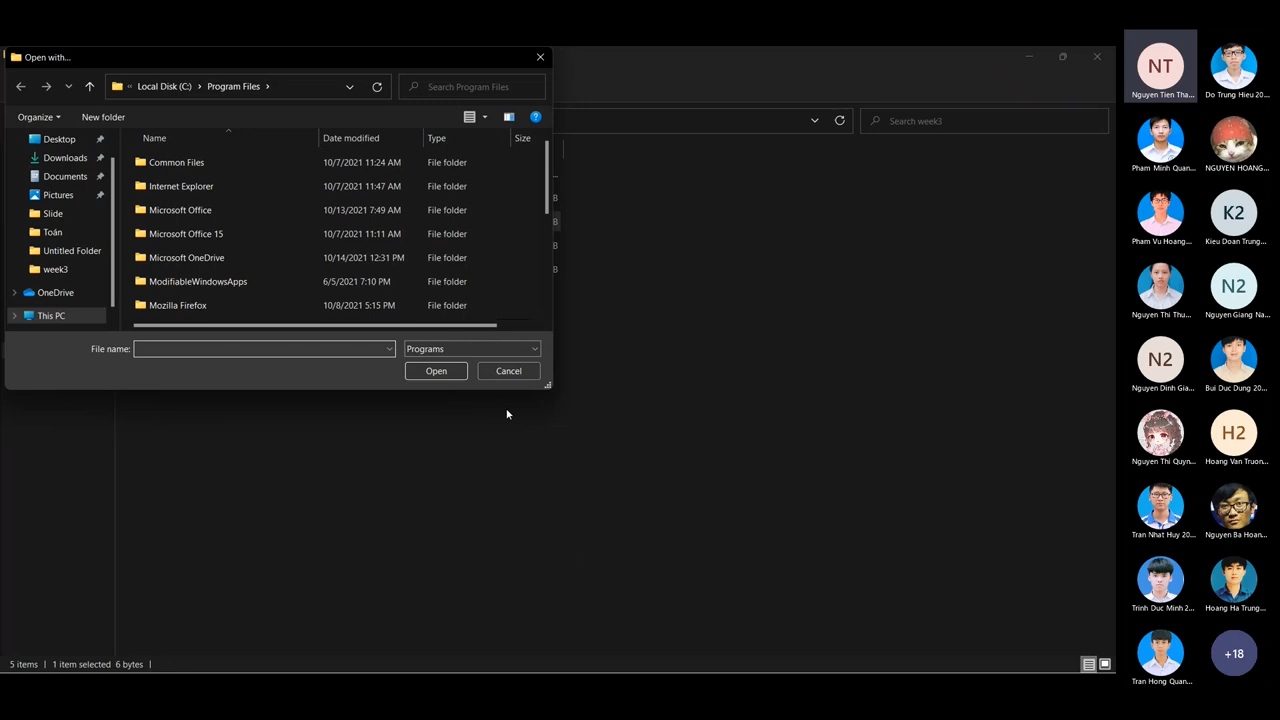 Open with...
Local Disk (C:) > Program Files >
Search Program Files
Organize
New folder
Name
Date modified
Type
Size
Desktop
Downloads
Documents
Pictures
Slide
Toán
Untitled Folder
week3
OneDrive
This PC
Common Files 10/7/2021 11:24 AM File folder
Internet Explorer 10/7/2021 11:47 AM File folder
Microsoft Office 10/13/2021 7:49 AM File folder
Microsoft Office 15 10/7/2021 11:11 AM File folder
Microsoft OneDrive 10/14/2021 12:31 PM File folder
ModifiableWindowsApps 6/5/2021 7:10 PM File folder
Mozilla Firefox 10/8/2021 5:15 PM File folder
File name:
Programs
Open
Cancel
Search week3
B
B
B
B
5 items 1 item selected 6 bytes
NT
Nguyen Tien Tha...
Do Trung Hieu 20...
Pham Minh Quan...
NGUYEN HOANG...
Pham Vu Hoang...
K2
Kieu Doan Trung...
Nguyen Thi Thu...
N2
Nguyen Giang Na...
N2
Nguyen Dinh Gia...
Bui Duc Dung 20...
Nguyen Thi Quyn...
H2
Hoang Van Truon...
Tran Nhat Huy 20...
Nguyen Ba Hoan...
Trinh Duc Minh 2...
Hoang Ha Trung...
Tran Hong Quan...
+18